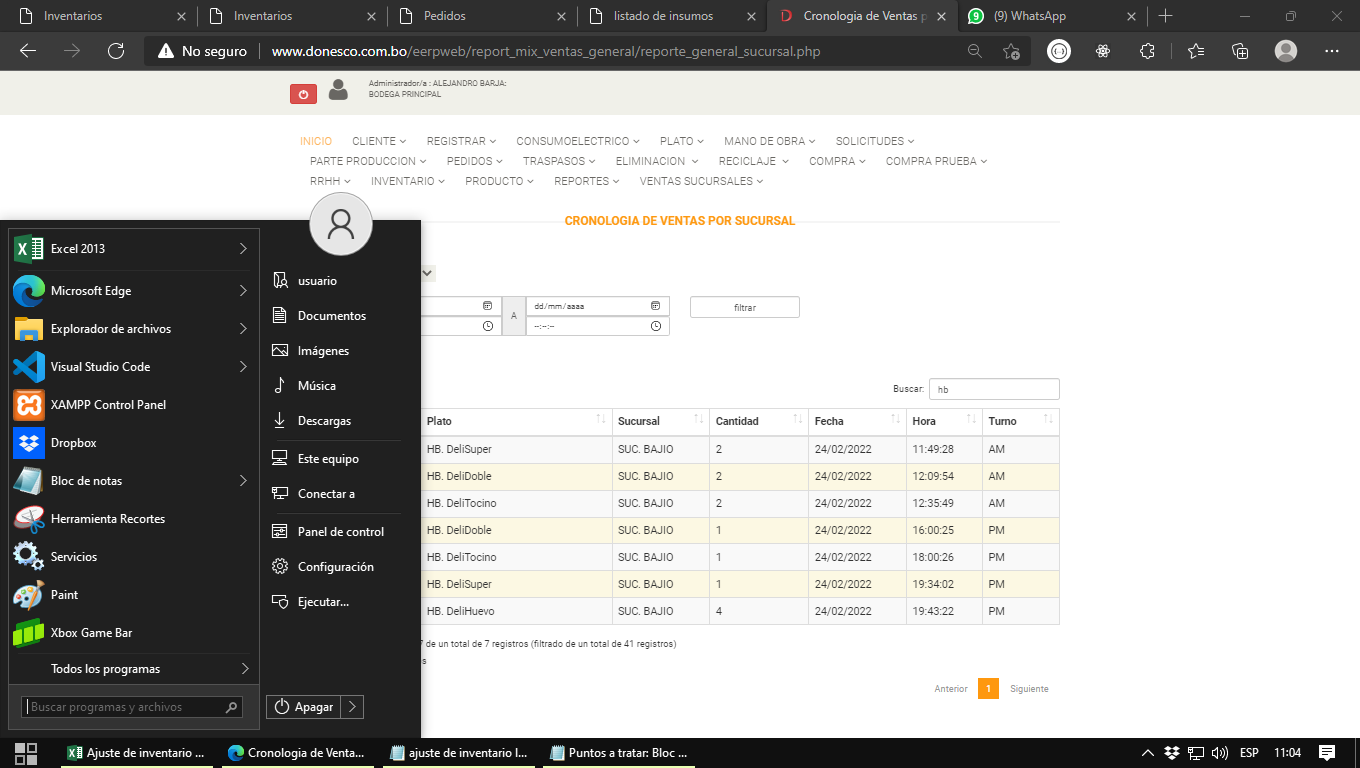 Inventarios
Inventarios
Pedidos
listado de insumos
Cronologia de Ventas p
(9) WhatsApp
No seguro
www.donesco.com.bo/eerpweb/report_mix_ventas_general/reporte_general_sucursal.php
Administrador/a : ALEJANDRO BARJA:
BODEGA PRINCIPAL
INICIO CLIENTE REGISTRAR CONSUMOELECTRICO PLATO MANO DE OBRA SOLICITUDES
PARTE PRODUCCION PEDIDOS TRASPASOS ELIMINACION RECICLAJE COMPRA COMPRA PRUEBA
RRHH INVENTARIO PRODUCTO REPORTES VENTAS SUCURSALES
CRONOLOGIA DE VENTAS POR SUCURSAL
A
dd/mm/aaaa
--:--:--
filtrar
Buscar: hb
Plato Sucursal Cantidad Fecha Hora Turno
HB. DeliSuper SUC. BAJIO 2 24/02/2022 11:49:28 AM
HB. DeliDoble SUC. BAJIO 2 24/02/2022 12:09:54 AM
HB. DeliTocino SUC. BAJIO 2 24/02/2022 12:35:49 AM
HB. DeliDoble SUC. BAJIO 1 24/02/2022 16:00:25 PM
HB. DeliTocino SUC. BAJIO 1 24/02/2022 18:00:26 PM
HB. DeliSuper SUC. BAJIO 1 24/02/2022 19:34:02 PM
HB. DeliHuevo SUC. BAJIO 4 24/02/2022 19:43:22 PM
7 de un total de 7 registros (filtrado de un total de 41 registros)
s
Anterior 1 Siguiente
Excel 2013
Microsoft Edge
Explorador de archivos
Visual Studio Code
XAMPP Control Panel
Dropbox
Bloc de notas
Herramienta Recortes
Servicios
Paint
Xbox Game Bar
Todos los programas
Buscar programas y archivos
usuario
Documentos
Imágenes
Música
Descargas
Este equipo
Conectar a
Panel de control
Configuración
Ejecutar...
Apagar
Ajuste de inventario ...
Cronologia de Venta...
ajuste de inventario l...
Puntos a tratar: Bloc ...
ESP
11:04